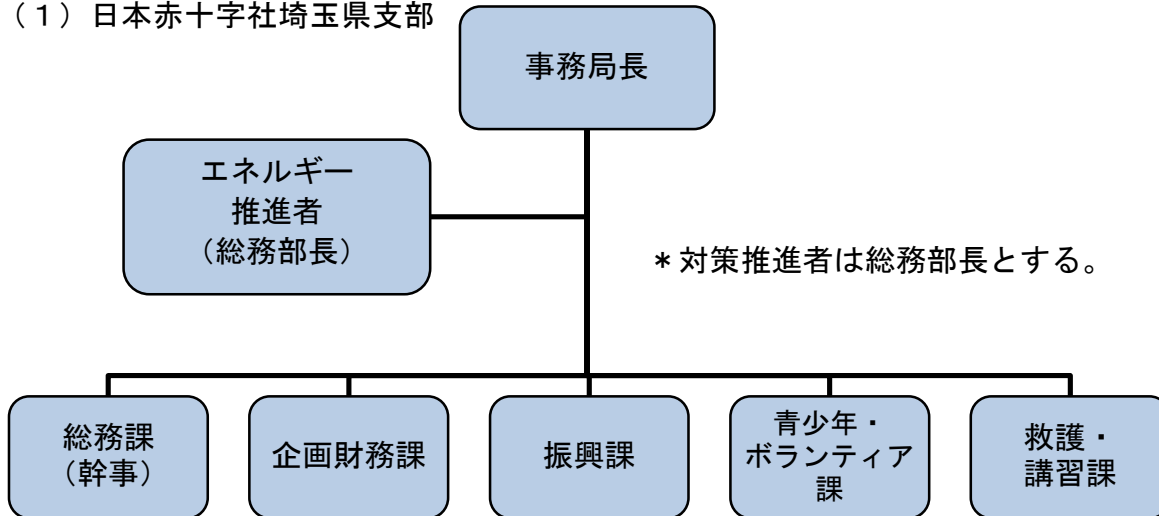 （１）日本赤十字社埼玉県支部
事務局長
エネルギー
推進者
（総務部長）
＊対策推進者は総務部長とする。
総務課
（幹事）
企画財務課
振興課
青少年・
ボランティア
課
救護・
講習課